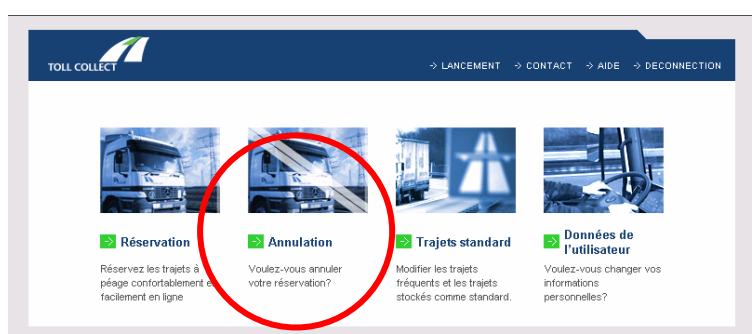 TOLL COLLECT
LANCEMENT CONTACT AIDE DECONNECTION
Réservation
Réservez les trajets à
péage confortablement e
facilement en ligne
Annulation
Voulez-vous annuler
votre réservation?
Trajets standard
Modifier les trajets
fréquents et les trajets
stockés comme standard.
Données de
l'utilisateur
Voulez-vous changer vos
informations
personnelles?